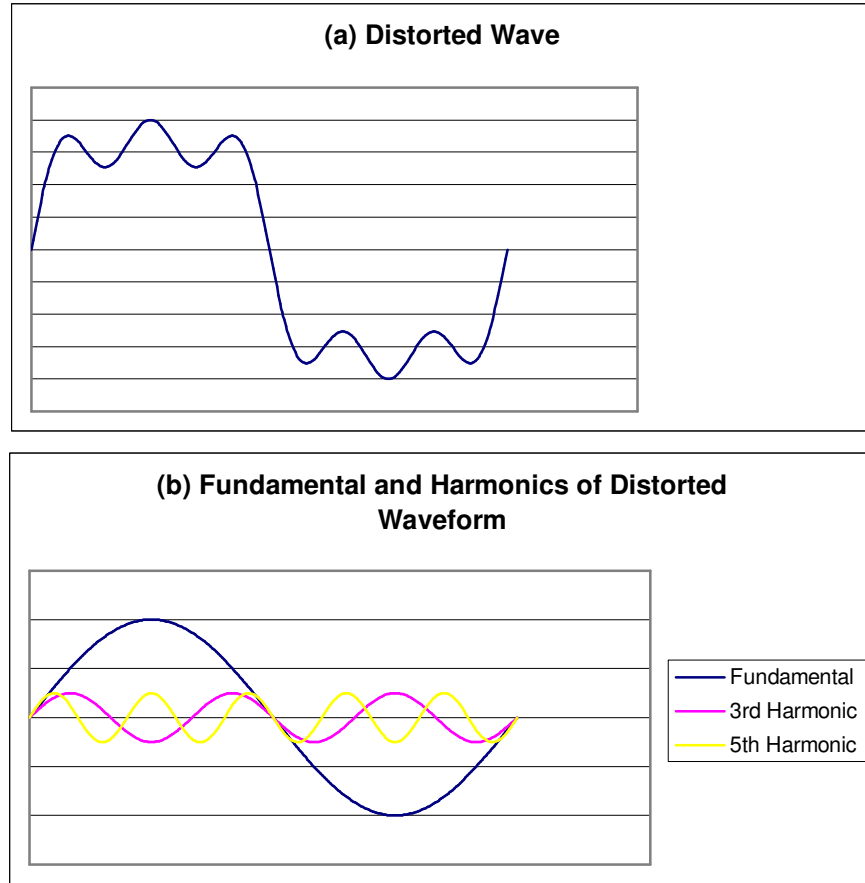 (a) Distorted Wave
(b) Fundamental and Harmonics of Distorted
Waveform
Fundamental
3rd Harmonic
5th Harmonic